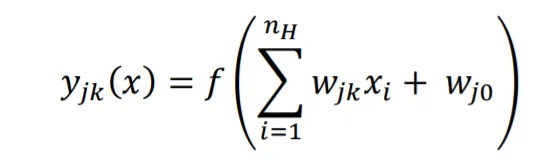 y_{jk}(x) = f\left(\sum_{i=1}^{n_H} w_{jk} x_i + w_{j0}\right)